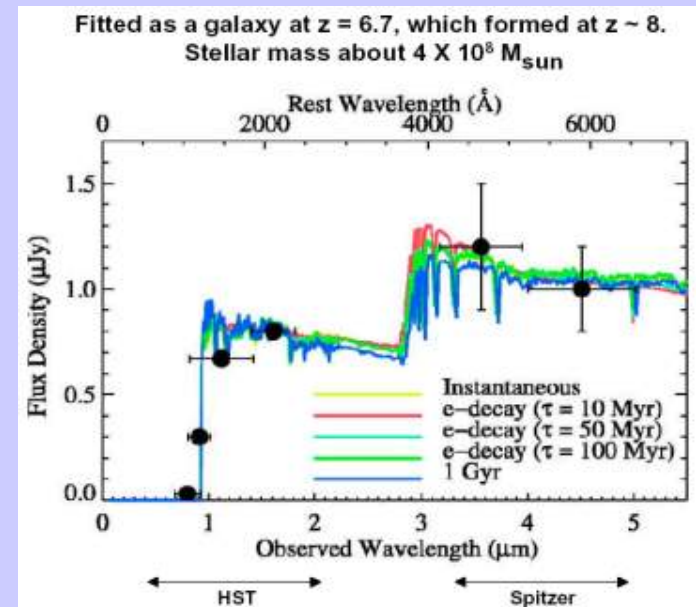 Fitted as a galaxy at z = 6.7, which formed at z ~ 8.
Stellar mass about 4 X 10⁸ M_sun
Rest Wavelength (Å)
0 2000 4000 6000
1.5
1.0
0.5
0.0
Flux Density (μJy)
Instantaneous
e-decay (τ = 10 Myr)
e-decay (τ = 50 Myr)
e-decay (τ = 100 Myr)
1 Gyr
0 1 2 3 4 5
Observed Wavelength (μm)
HST Spitzer